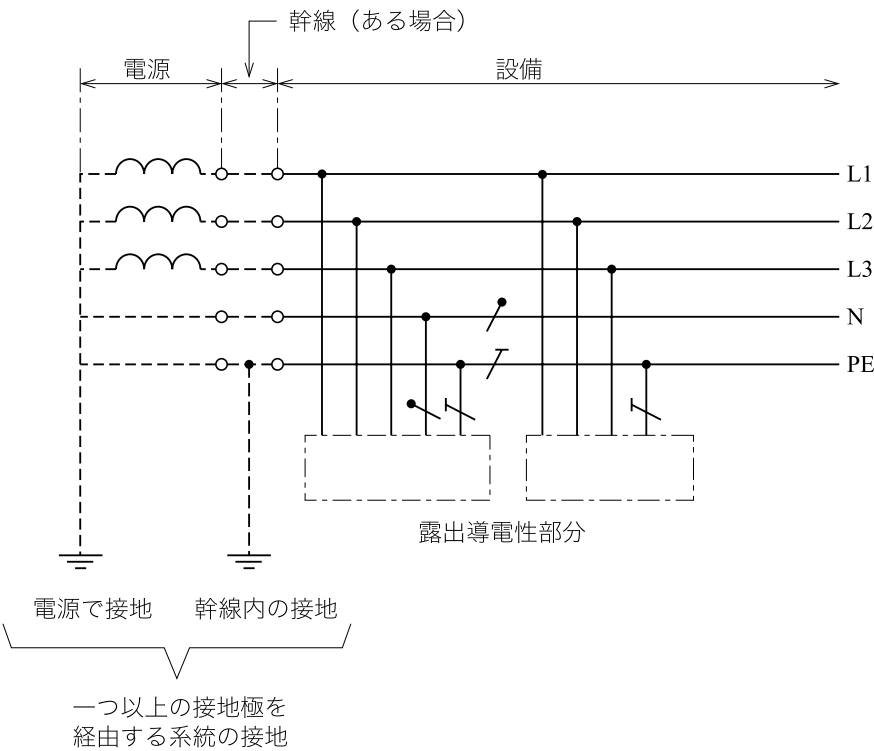 幹線（ある場合）
電源
設備
L1
L2
L3
N
PE
露出導電性部分
電源で接地
幹線内の接地
一つ以上の接地極を
経由する系統の接地